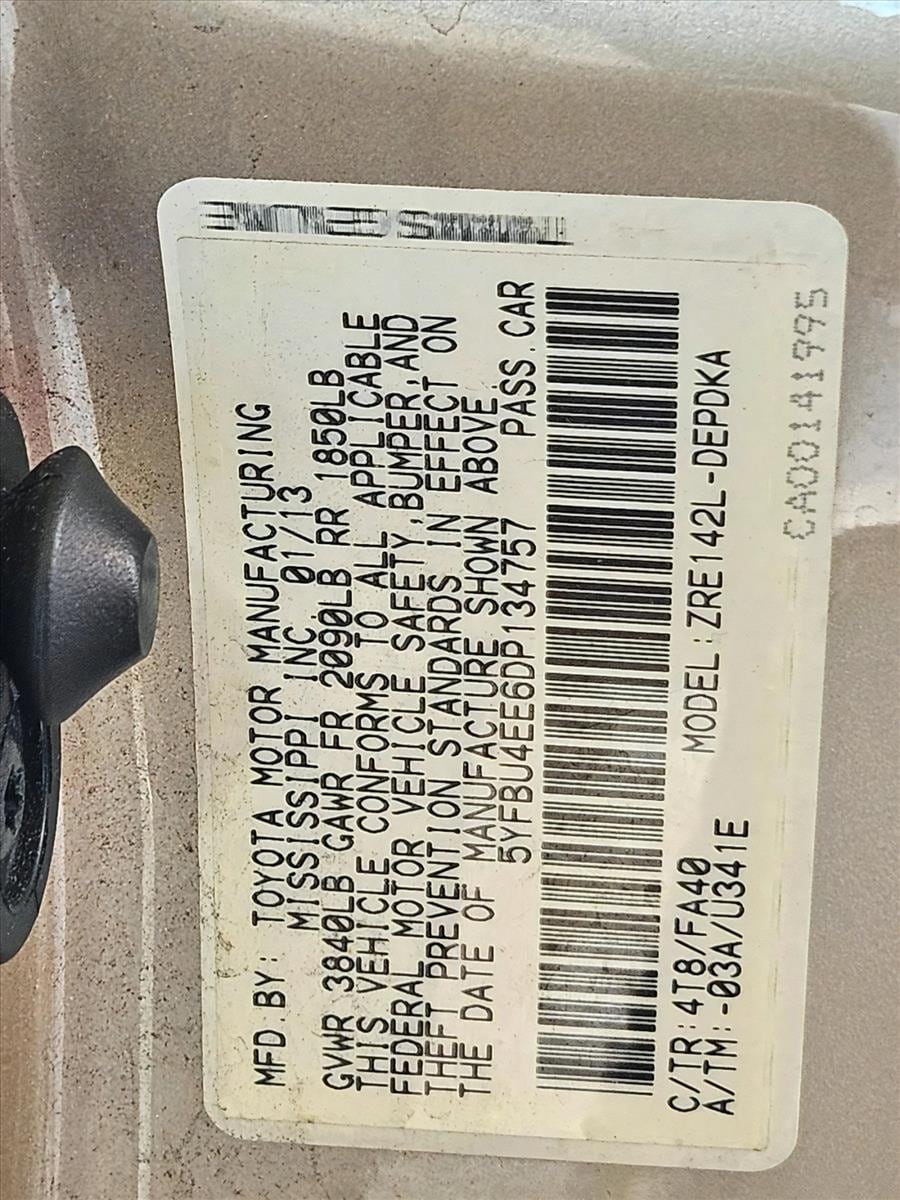 MFD.BY: TOYOTA MOTOR MANUFACTURING
MISSISSIPPI INC 01/13
GVWR 3840LB GAWR FR 2090LB RR 1850LB
THIS VEHICLE CONFORMS TO ALL APPLICABLE
FEDERAL MOTOR VEHICLE SAFETY,BUMPER,AND
THEFT PREVENTION STANDARDS IN EFFECT ON
THE DATE OF MANUFACTURE SHOWN ABOVE.
5YFBU4EE6DP134757 PASS.CAR
MODEL:ZRE142L-DEPDKA
C/TR:4T8/FA40
A/TM:-03A/U341E
CA00141995